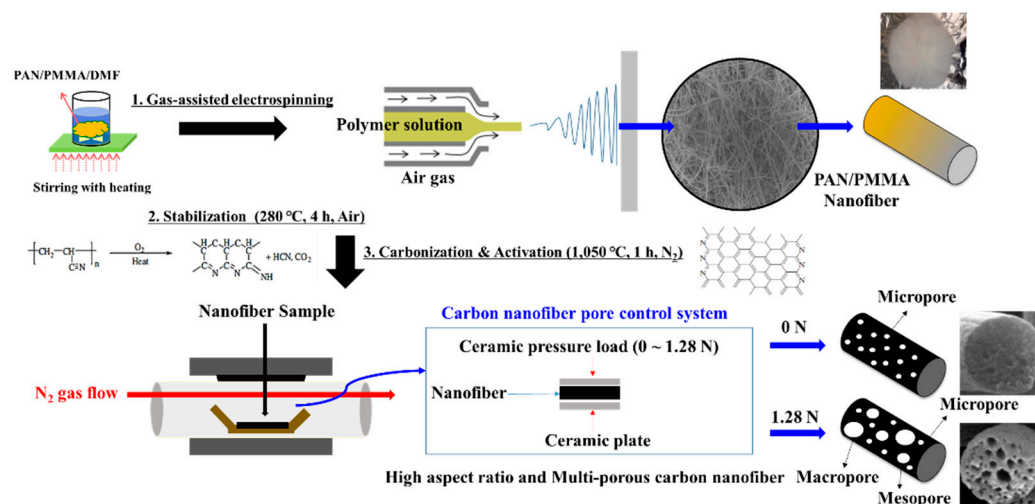 PAN/PMMA/DMF
1. Gas-assisted electrospinning
Polymer solution
Air gas
Stirring with heating
PAN/PMMA
Nanofiber
2. Stabilization (280 ℃, 4 h, Air)
3. Carbonization & Activation (1,050 ℃, 1 h, N₂)
CH₂ CH n
C≡N
O₂
Heat
H H H
C C C C
C C C C
N N NH
+ HCN, CO₂
N N
N N
N N
Nanofiber Sample
N₂ gas flow
Carbon nanofiber pore control system
Ceramic pressure load (0 ~ 1.28 N)
Nanofiber
Ceramic plate
High aspect ratio and Multi-porous carbon nanofiber
0 N
Micropore
1.28 N
Micropore
Macropore
Mesopore